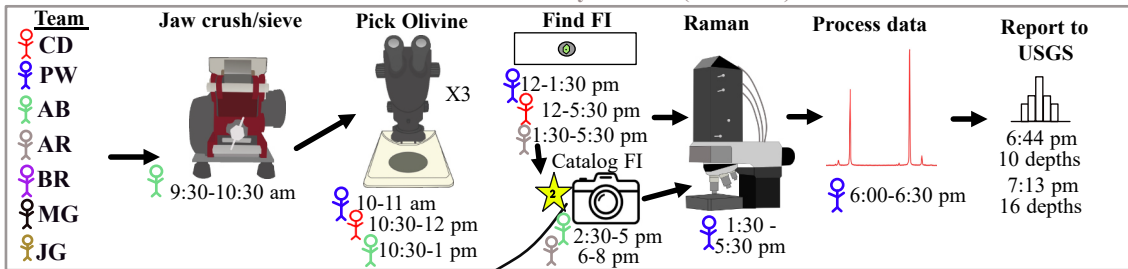 Team
CD
PW
AB
AR
BR
MG
JG
Jaw crush/sieve
9:30-10:30 am
Pick Olivine
X3
10-11 am
10:30-12 pm
10:30-1 pm
Find FI
12-1:30 pm
12-5:30 pm
1:30-5:30 pm
Catalog FI
2
2:30-5 pm
6-8 pm
Raman
1:30 -
5:30 pm
Process data
6:00-6:30 pm
Report to
USGS
6:44 pm
10 depths
7:13 pm
16 depths